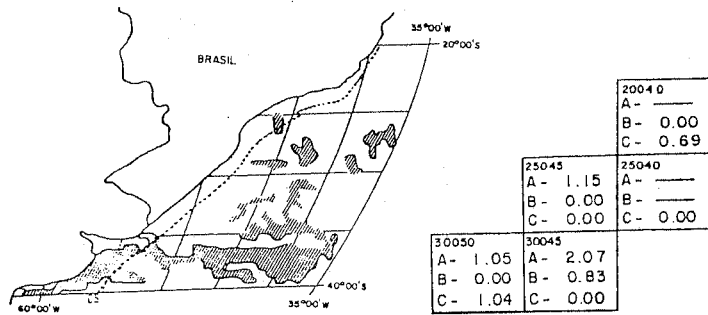 35°00'W
20°00'S
BRASIL
20040
A- ——
B- 0.00
C- 0.69
25045
A- 1.15
B- 0.00
C- 0.00
25040
A- ——
B- ——
C- 0.00
30050
A- 1.05
B- 0.00
C- 1.04
30045
A- 2.07
B- 0.83
C- 0.00
60°00'W
CS
35°00'W
40°00'S